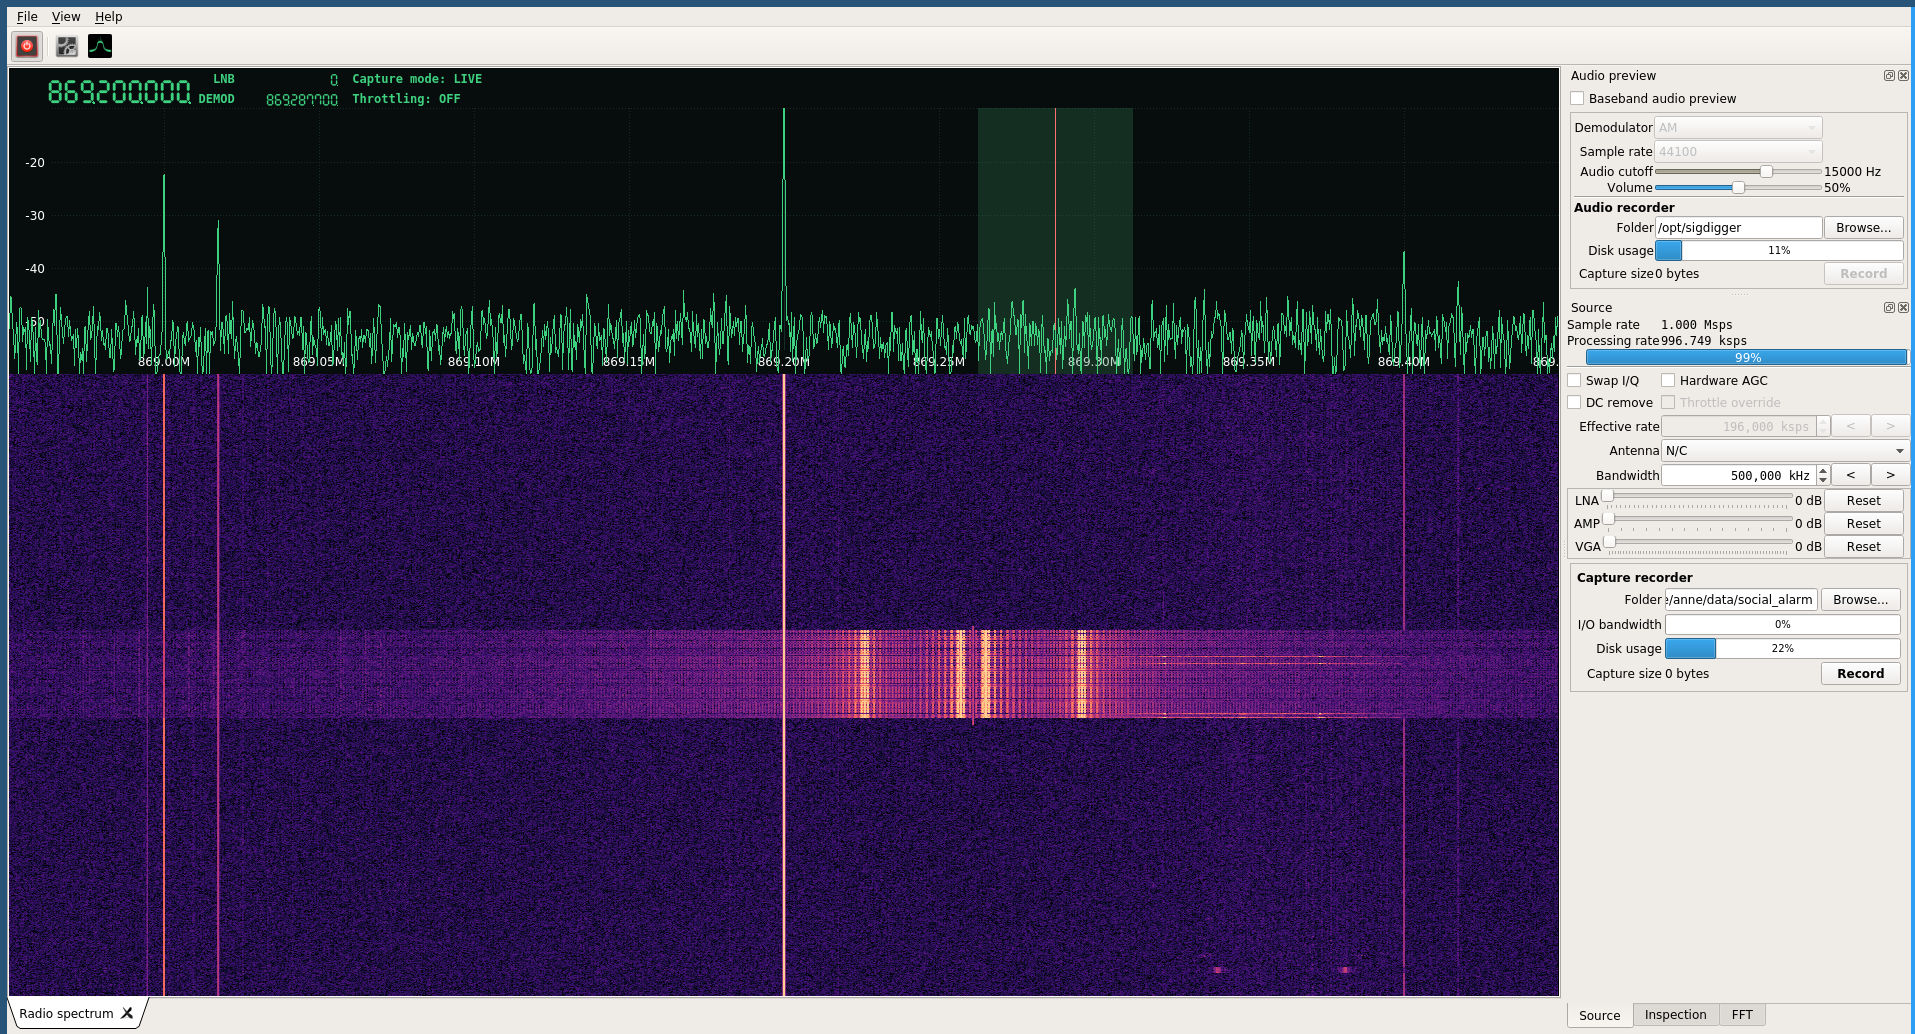 File View Help
869.200.000. LNB 0. Capture mode: LIVE
DEMOD 869.287.700. Throttling: OFF
-20
-30
-40
-50
869.00M 869.05M 869.10M 869.15M 869.20M 869.25M 869.30M 869.35M 869.40M 869.
Radio spectrum
Audio preview
Baseband audio preview
Demodulator AM
Sample rate 44100
Audio cutoff 15000 Hz
Volume 50%
Audio recorder
Folder /opt/sigdigger Browse...
Disk usage 11%
Capture size 0 bytes Record
Source
Sample rate 1.000 Msps
Processing rate 996.749 ksps
99%
Swap I/Q Hardware AGC
DC remove Throttle override
Effective rate 196,000 ksps < >
Antenna N/C
Bandwidth 500,000 kHz < >
LNA 0 dB Reset
AMP 0 dB Reset
VGA 0 dB Reset
Capture recorder
Folder e/anne/data/social_alarm Browse...
I/O bandwidth 0%
Disk usage 22%
Capture size 0 bytes Record
Source Inspection FFT